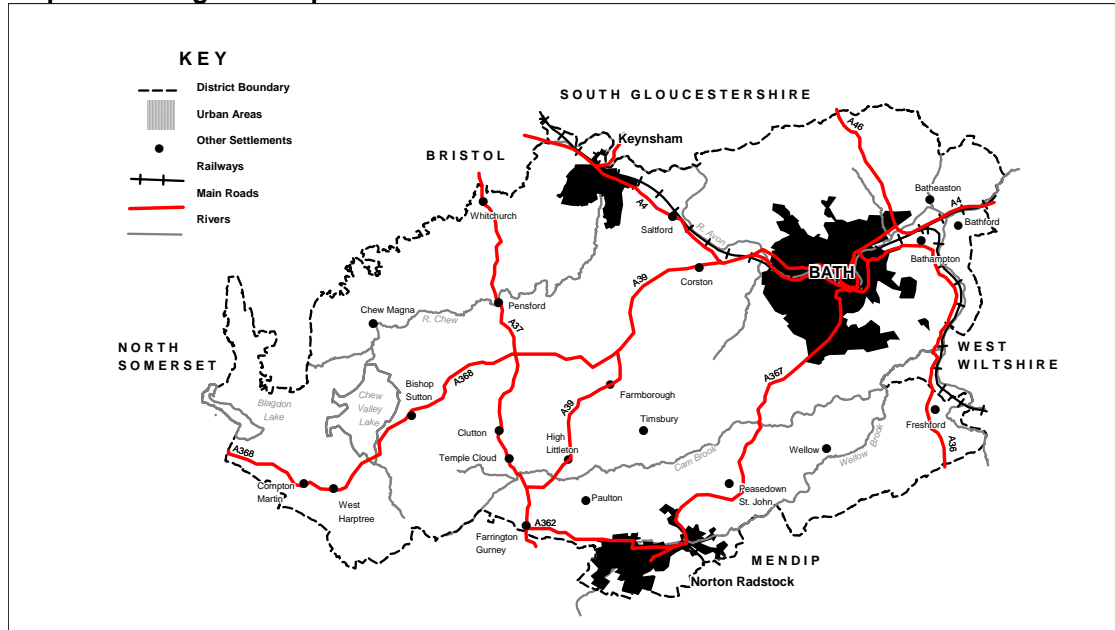 KEY
District Boundary
Urban Areas
Other Settlements
Railways
Main Roads
Rivers
SOUTH GLOUCESTERSHIRE
A46
Keynsham
BRISTOL
Batheaston
A4
Whitchurch
A4
Bathford
Saltford
R. Avon
Bathampton
BATH
A39
Corston
Pensford
Chew Magna
R. Chew
A37
NORTH
SOMERSET
WEST
WILTSHIRE
A368
A367
Bishop
Sutton
Chew
Valley
Lake
Blagdon
Lake
Farmborough
A39
Timsbury
Freshford
Clutton
High
Littleton
Wellow
Wellow Brook
A36
Temple Cloud
Cam Brook
A368
Compton
Martin
West
Harptree
Peasedown
St. John
Paulton
A362
Farrington
Gurney
MENDIP
Norton Radstock